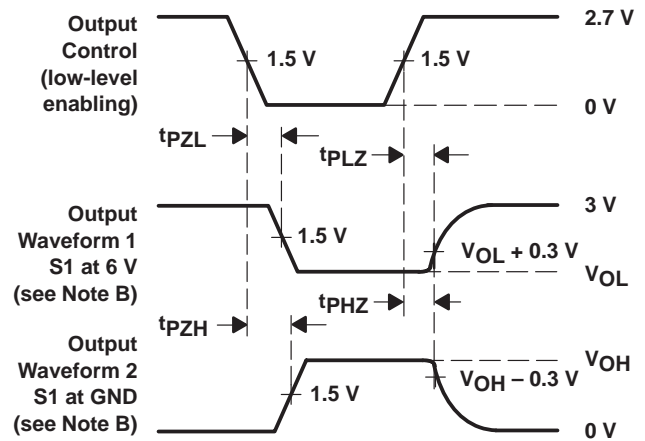 Output
Control
(low-level
enabling)
1.5 V
1.5 V
2.7 V
0 V
tPZL
tPLZ
Output
Waveform 1
S1 at 6 V
(see Note B)
1.5 V
3 V
VOL + 0.3 V
VOL
tPZH
tPHZ
Output
Waveform 2
S1 at GND
(see Note B)
1.5 V
VOH
VOH – 0.3 V
0 V